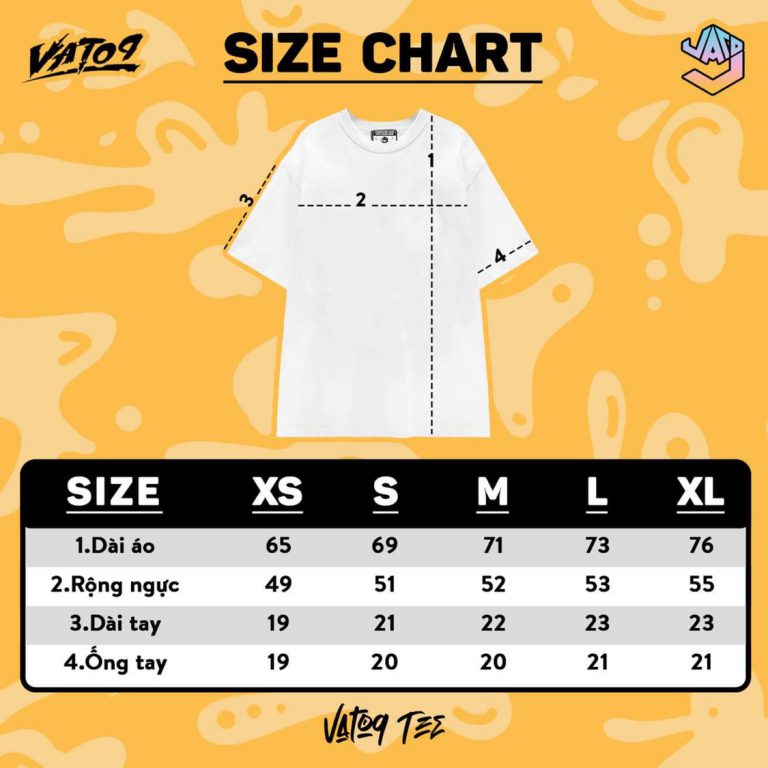 VATO9
SIZE CHART
VATO9
1
2
3
4
SIZE XS S M L XL
1.Dài áo 65 69 71 73 76
2.Rộng ngực 49 51 52 53 55
3.Dài tay 19 21 22 23 23
4.Ống tay 19 20 20 21 21
VATO9 TEE